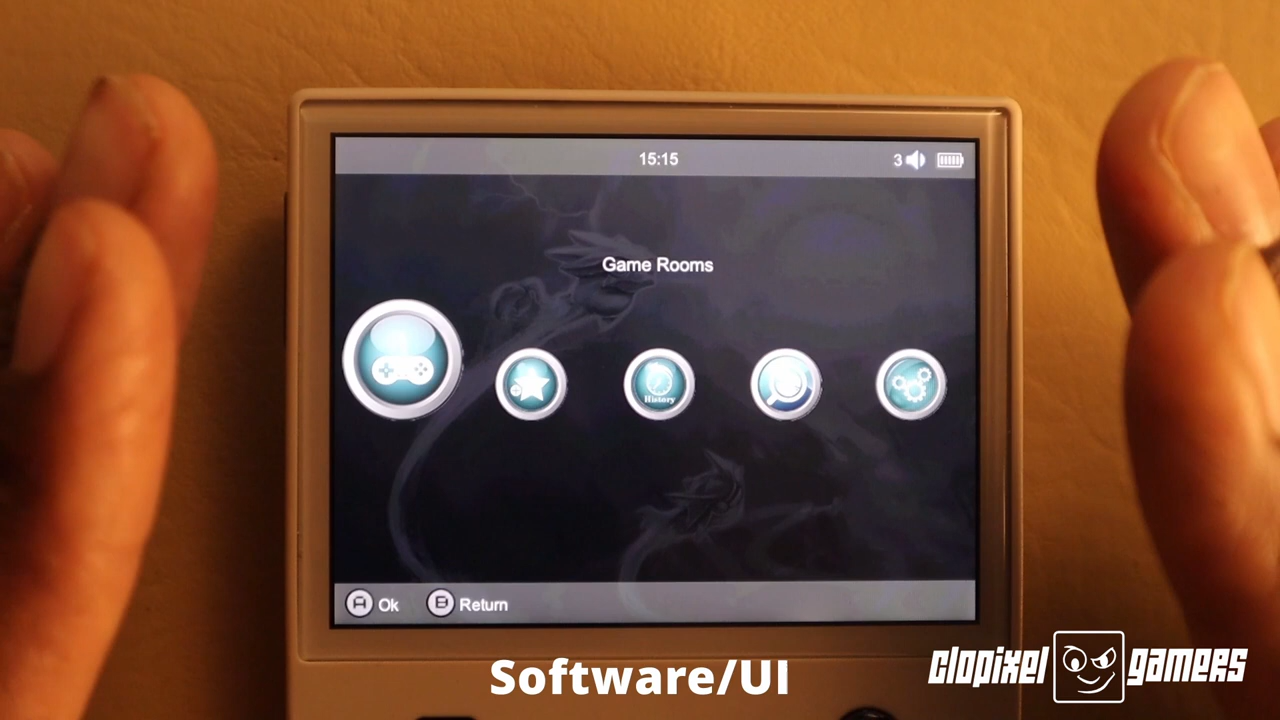 15:15
3
Game Rooms
History
A Ok B Return
Software/UI
clopixel gamers